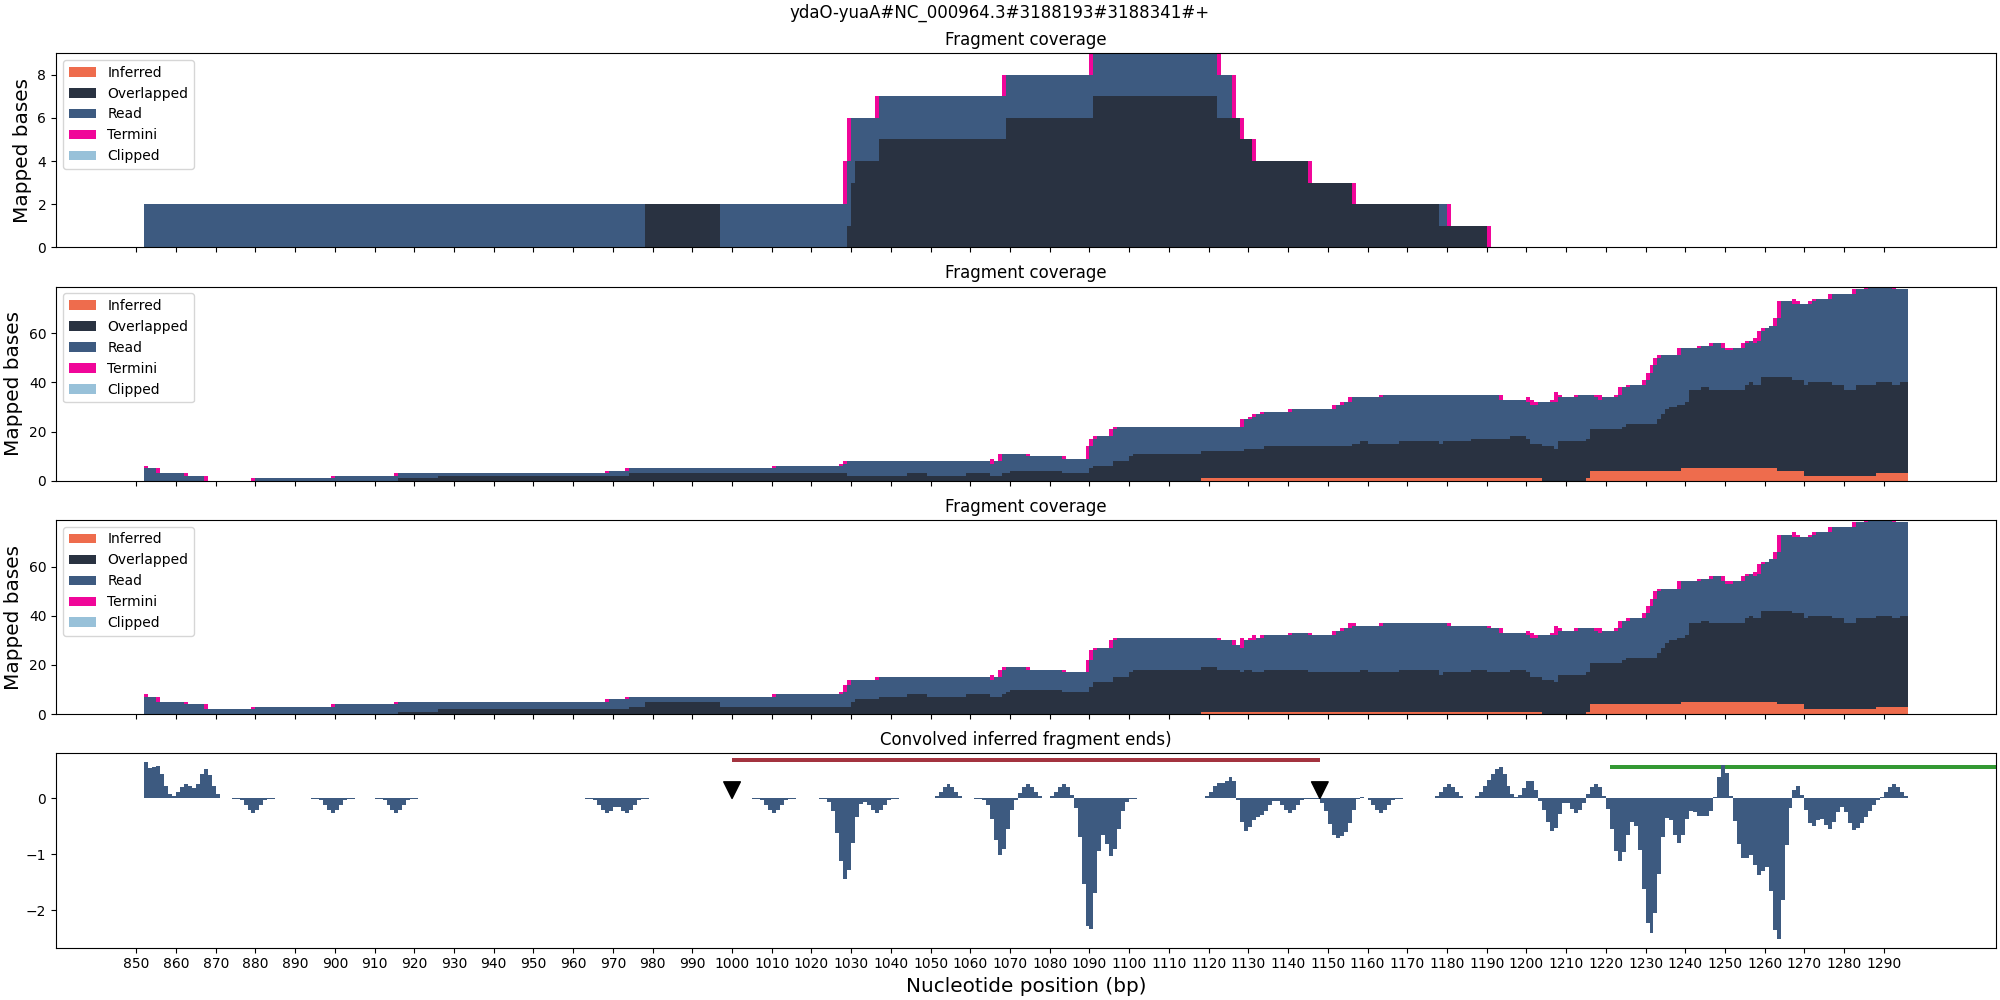 ydaO-yuaA#NC_000964.3#3188193#3188341#+
Fragment coverage
Mapped bases
8
6
4
2
0
Inferred
Overlapped
Read
Termini
Clipped
Fragment coverage
Mapped bases
60
40
20
0
Inferred
Overlapped
Read
Termini
Clipped
Fragment coverage
Mapped bases
60
40
20
0
Inferred
Overlapped
Read
Termini
Clipped
Convolved inferred fragment ends)
0
−1
−2
850 860 870 880 890 900 910 920 930 940 950 960 970 980 990 1000 1010 1020 1030 1040 1050 1060 1070 1080 1090 1100 1110 1120 1130 1140 1150 1160 1170 1180 1190 1200 1210 1220 1230 1240 1250 1260 1270 1280 1290
Nucleotide position (bp)